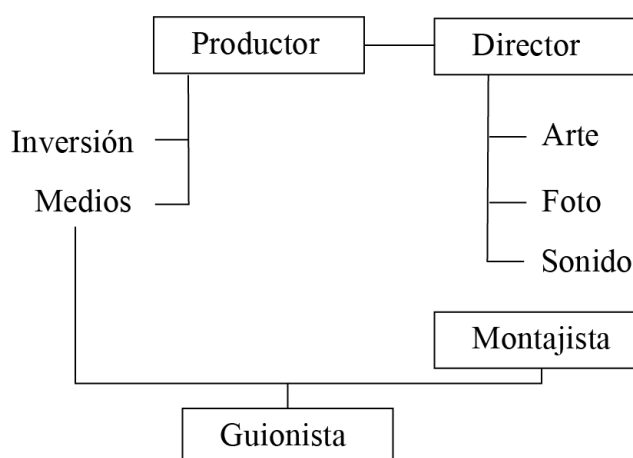 Productor
Director
Inversión
Arte
Medios
Foto
Sonido
Montajista
Guionista